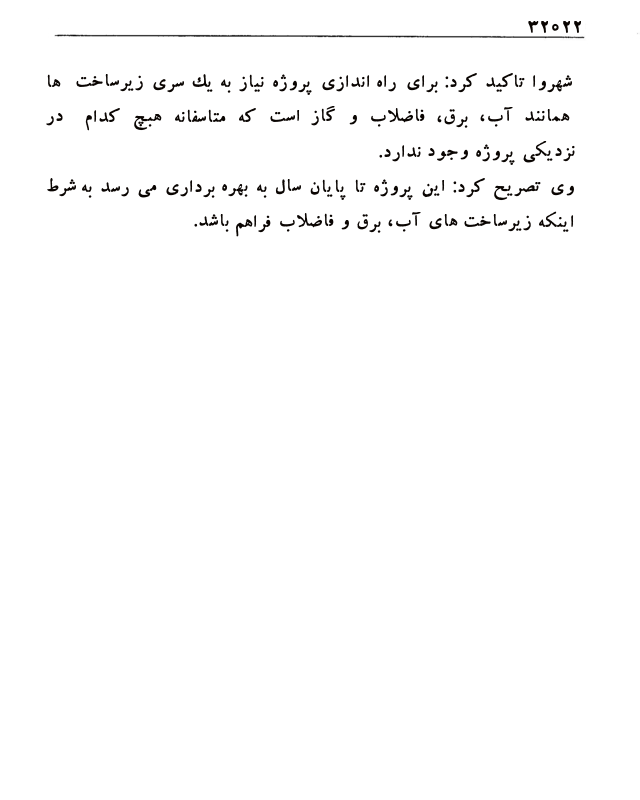 ۳۲۰۲۲
شهروا تاکید کرد: برای راه اندازی پروژه نیاز به یك سری زیرساخت ها
همانند آب، برق، فاضلاب و گاز است که متاسفانه هیچ کدام در
نزدیکی پروژه وجود ندارد.
وی تصریح کرد: این پروژه تا پایان سال به بهره برداری می رسد به شرط
اینکه زیرساخت های آب، برق و فاضلاب فراهم باشد.